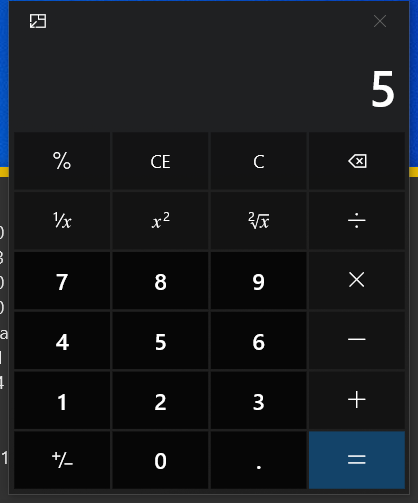 5
% CE C
¹/x x² ²√x ÷
7 8 9 ×
4 5 6 −
1 2 3 +
+/− 0 . =